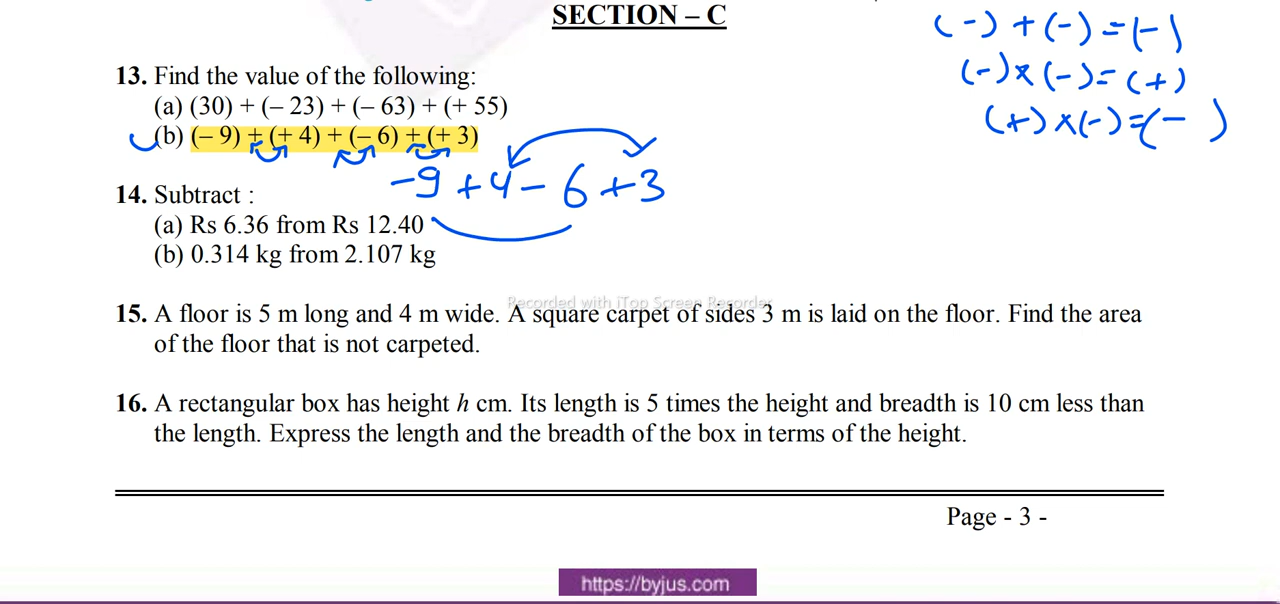 SECTION – C
(-) + (-) = (-)
13. Find the value of the following:
(-) × (-) = (+)
(a) (30) + (– 23) + (– 63) + (+ 55)
(+) × (-) = (- )
(b) (– 9) + (+ 4) + (– 6) + (+ 3)
-9 + 4 - 6 + 3
14. Subtract :
(a) Rs 6.36 from Rs 12.40
(b) 0.314 kg from 2.107 kg
Recorded with iTop Screen Recorder
15. A floor is 5 m long and 4 m wide. A square carpet of sides 3 m is laid on the floor. Find the area
of the floor that is not carpeted.
16. A rectangular box has height h cm. Its length is 5 times the height and breadth is 10 cm less than
the length. Express the length and the breadth of the box in terms of the height.
Page - 3 -
https://byjus.com